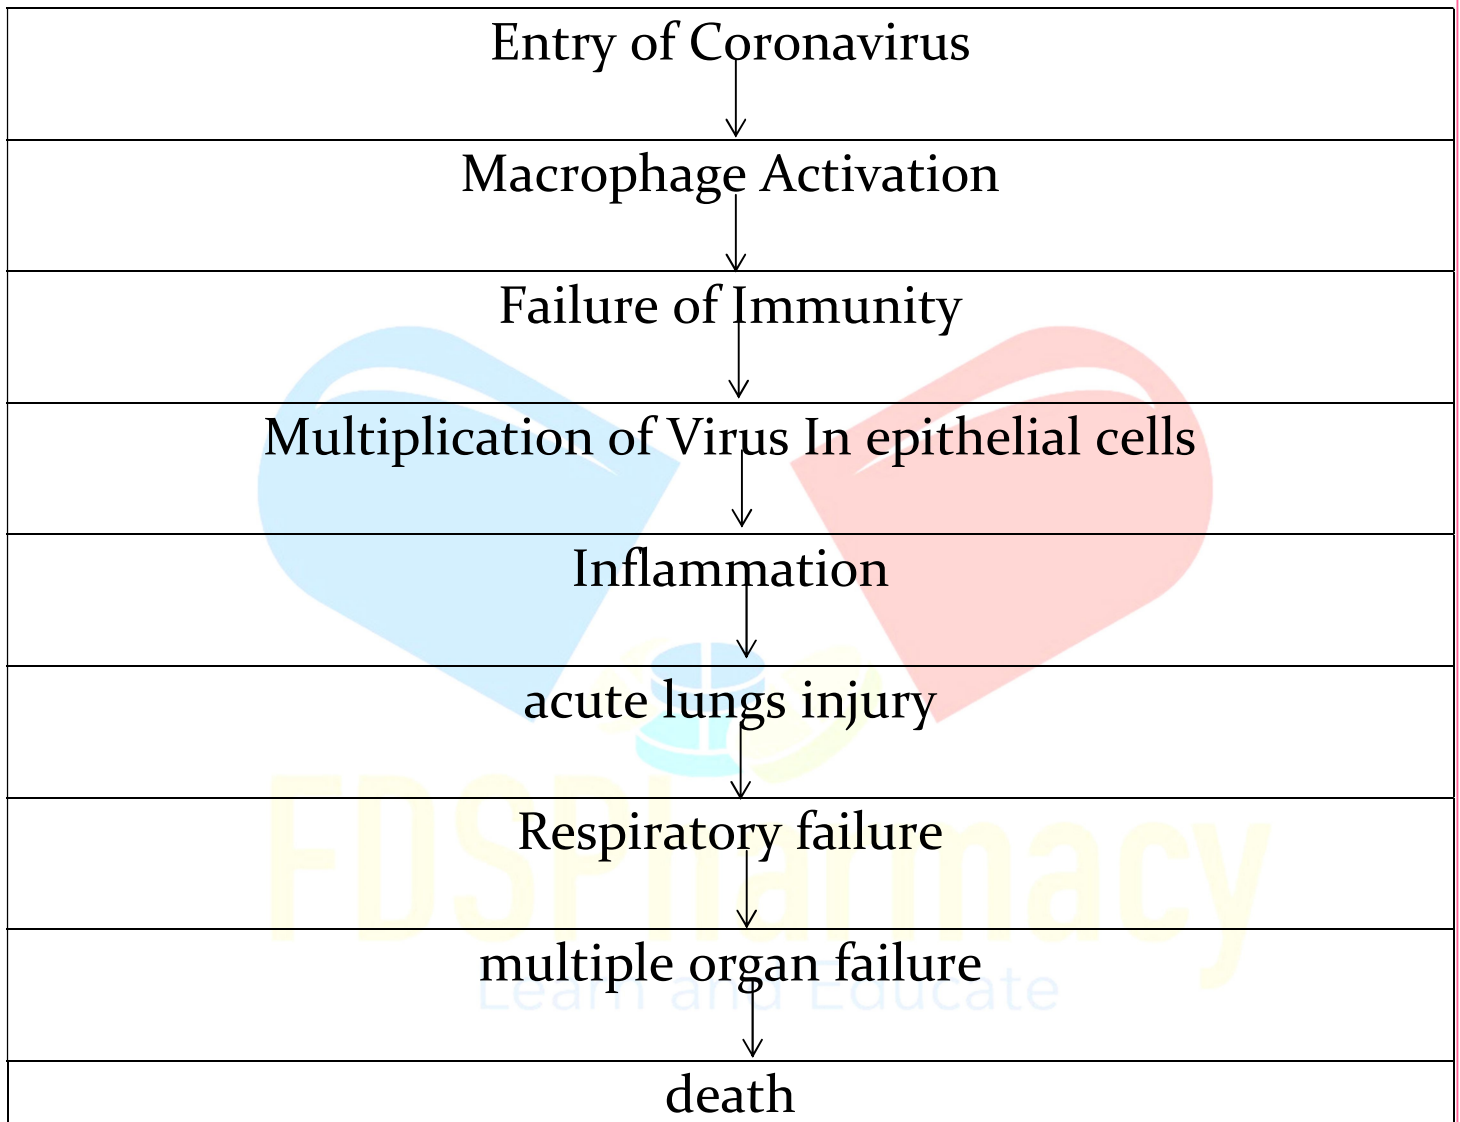 Entry of Coronavirus
Macrophage Activation
Failure of Immunity
Multiplication of Virus In epithelial cells
Inflammation
acute lungs injury
FDSPharmacy
Respiratory failure
multiple organ failure
Learn and Educate
death